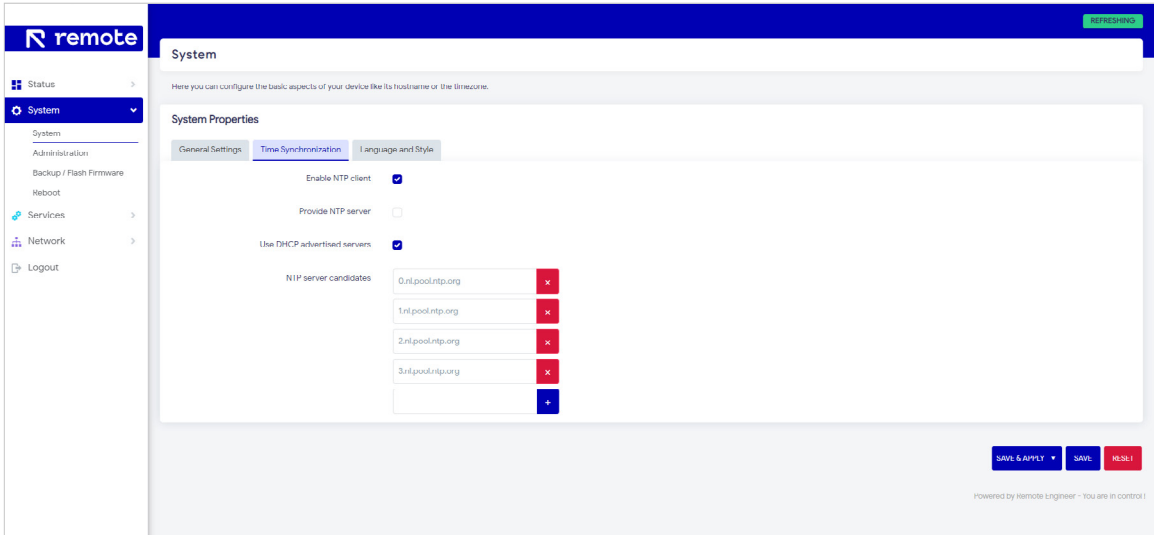 REFRESHING
remote
System
Here you can configure the basic aspects of your device like its hostname or the timezone.
Status
System
System
Administration
Backup / Flash Firmware
Reboot
Services
Network
Logout
System Properties
General Settings Time Synchronization Language and Style
Enable NTP client
Provide NTP server
Use DHCP advertised servers
NTP server candidates
0.nl.pool.ntp.org ×
1.nl.pool.ntp.org ×
2.nl.pool.ntp.org ×
3.nl.pool.ntp.org ×
+
SAVE & APPLY SAVE RESET
Powered by Remote Engineer - You are in control !